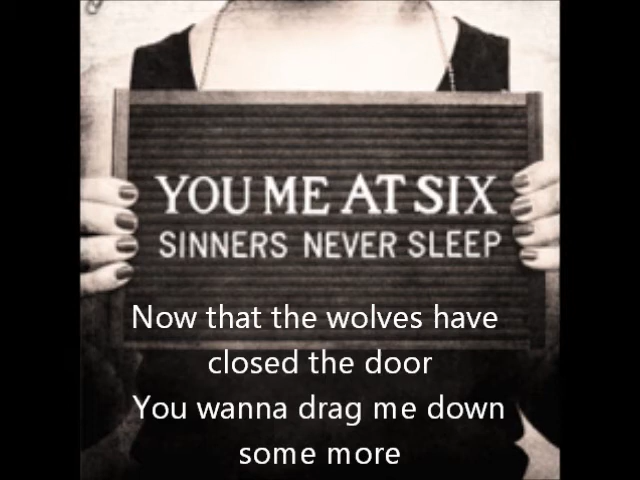 YOU ME AT SIX
SINNERS NEVER SLEEP
Now that the wolves have
closed the door
You wanna drag me down
some more